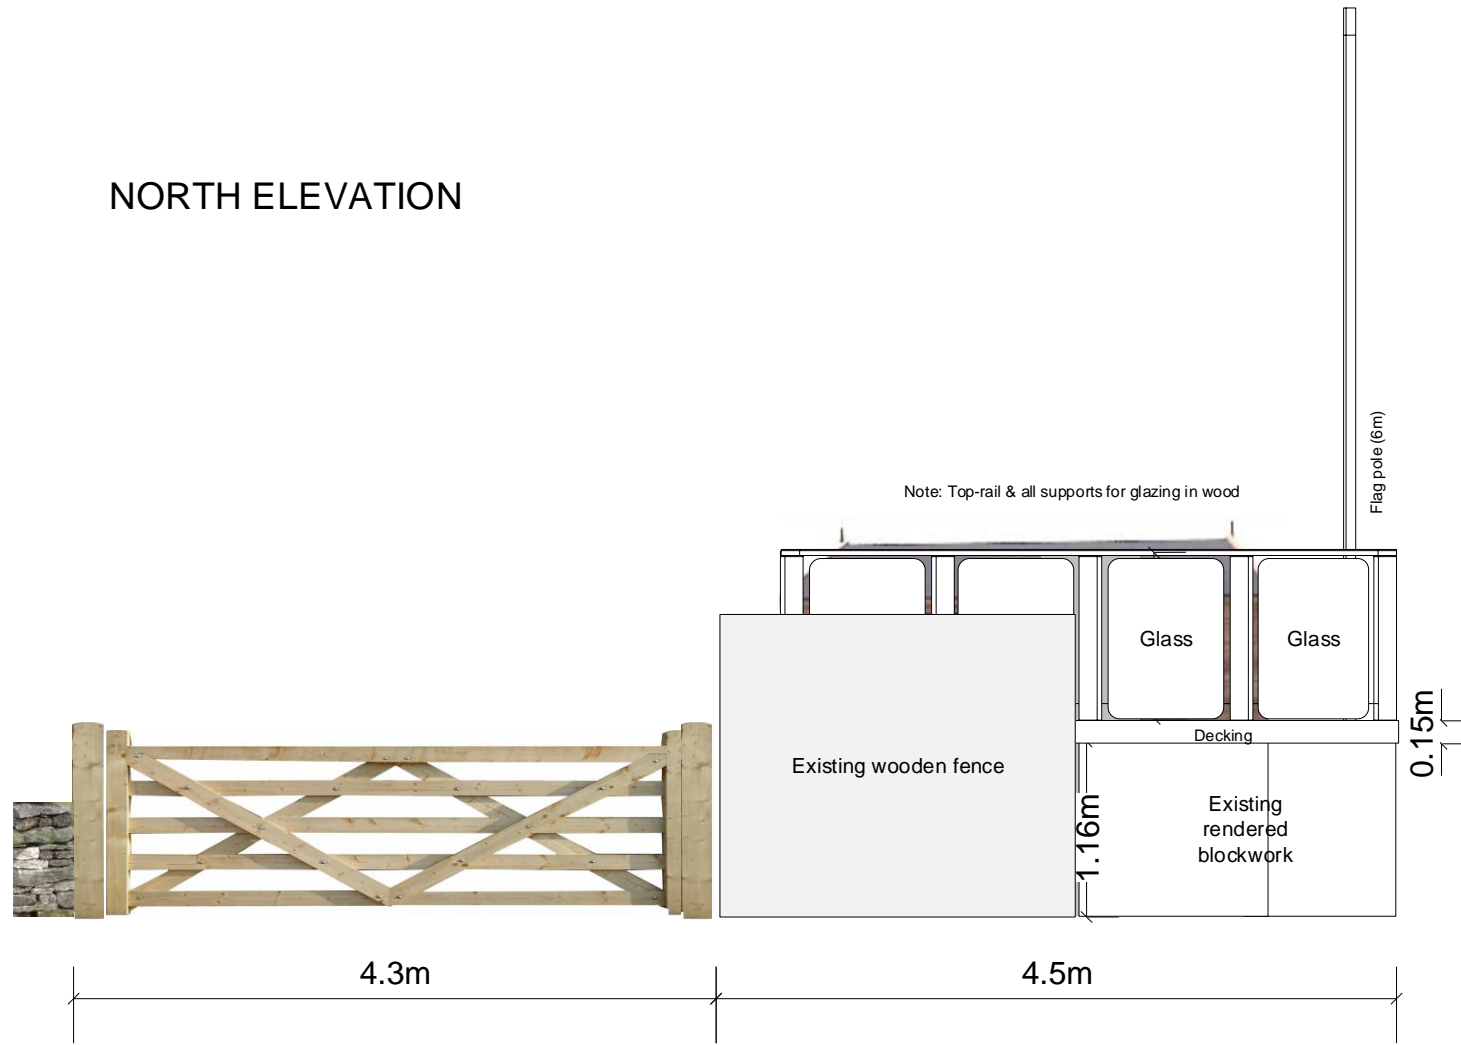 NORTH ELEVATION
Flag pole (6m)
Note: Top-rail & all supports for glazing in wood
Glass
Glass
0.15m
Decking
Existing wooden fence
1.16m
Existing
rendered
blockwork
4.3m
4.5m